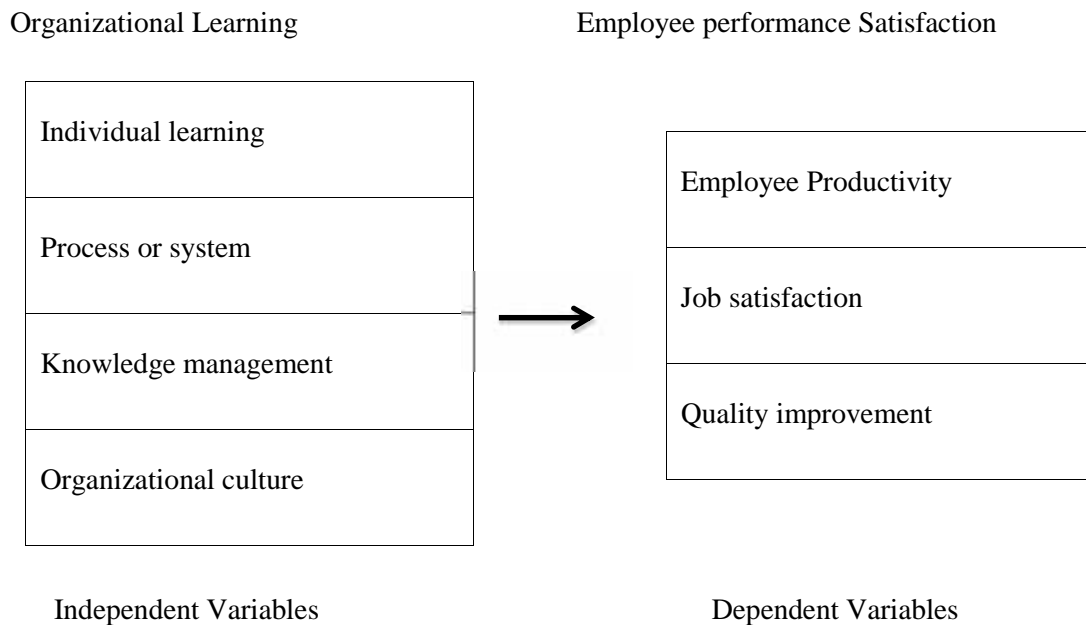 Organizational Learning
Employee performance Satisfaction
Individual learning
Process or system
Knowledge management
Organizational culture
Employee Productivity
Job satisfaction
Quality improvement
Independent Variables
Dependent Variables